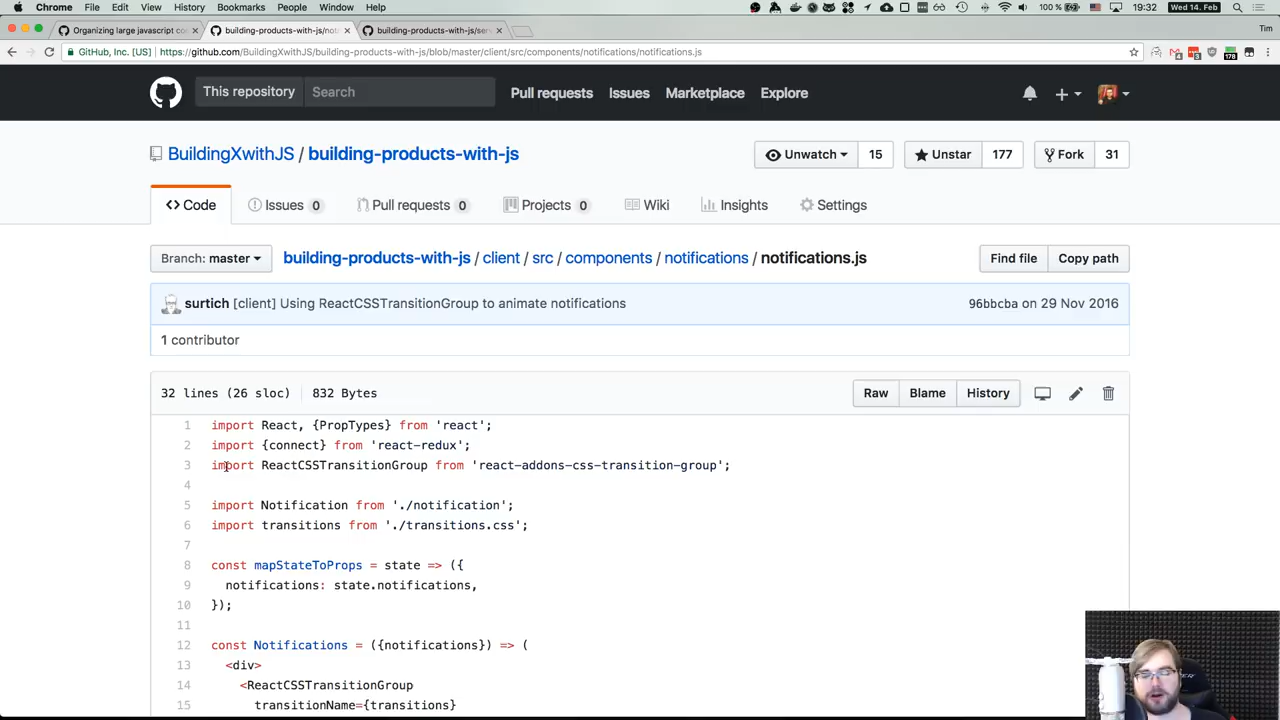 Chrome File Edit View History Bookmarks People Window Help 100 % 19:32 Wed 14. Feb
Organizing large javascript co× building-products-with-js/not× building-products-with-js/serv× Tim
GitHub, Inc. [US] https://github.com/BuildingXwithJS/building-products-with-js/blob/master/client/src/components/notifications/notifications.js
This repository Search Pull requests Issues Marketplace Explore
BuildingXwithJS / building-products-with-js Unwatch 15 Unstar 177 Fork 31
<> Code Issues 0 Pull requests 0 Projects 0 Wiki Insights Settings
Branch: master building-products-with-js / client / src / components / notifications / notifications.js Find file Copy path
surtich [client] Using ReactCSSTransitionGroup to animate notifications 96bbcba on 29 Nov 2016
1 contributor
32 lines (26 sloc) 832 Bytes Raw Blame History
1 import React, {PropTypes} from 'react';
2 import {connect} from 'react-redux';
3 import ReactCSSTransitionGroup from 'react-addons-css-transition-group';
4
5 import Notification from './notification';
6 import transitions from './transitions.css';
7
8 const mapStateToProps = state => ({
9 notifications: state.notifications,
10 });
11
12 const Notifications = ({notifications}) => (
13 <div>
14 <ReactCSSTransitionGroup
15 transitionName={transitions}